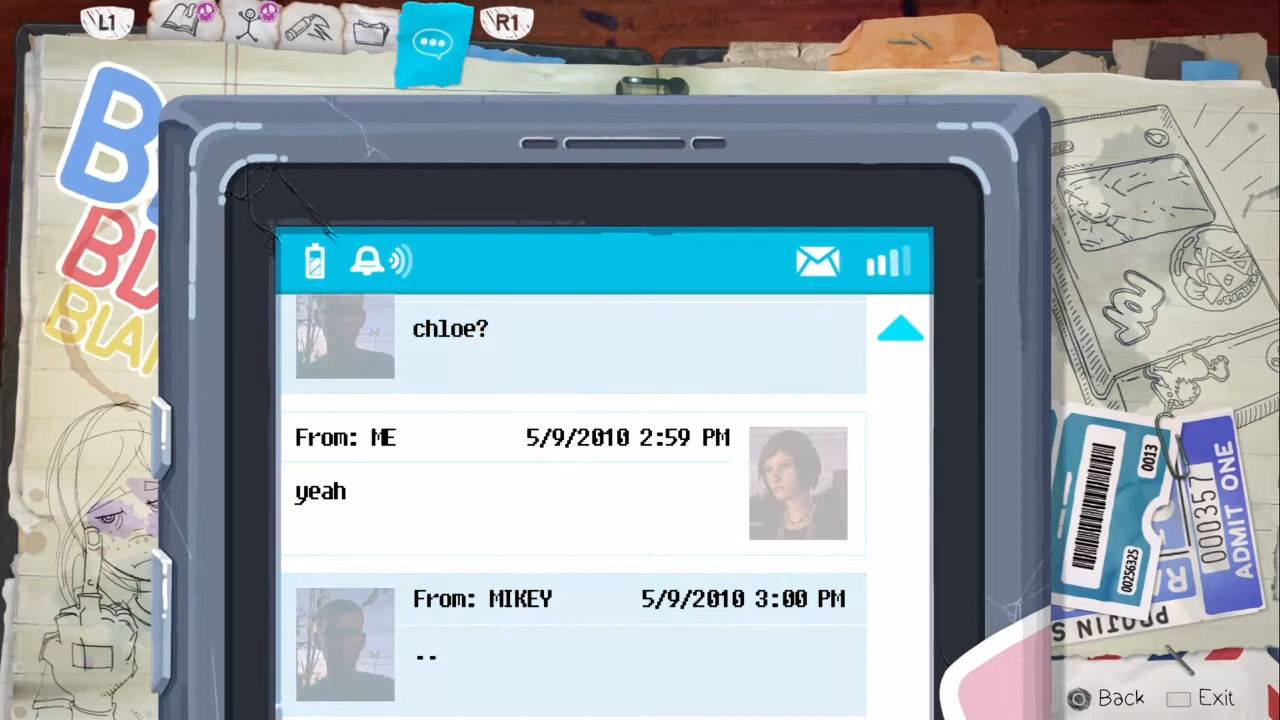 L1
R1
chloe?
From: ME 5/9/2010 2:59 PM
yeah
From: MIKEY 5/9/2010 3:00 PM
--
0013
00256325
000357
ADMIT ONE
Back
Exit